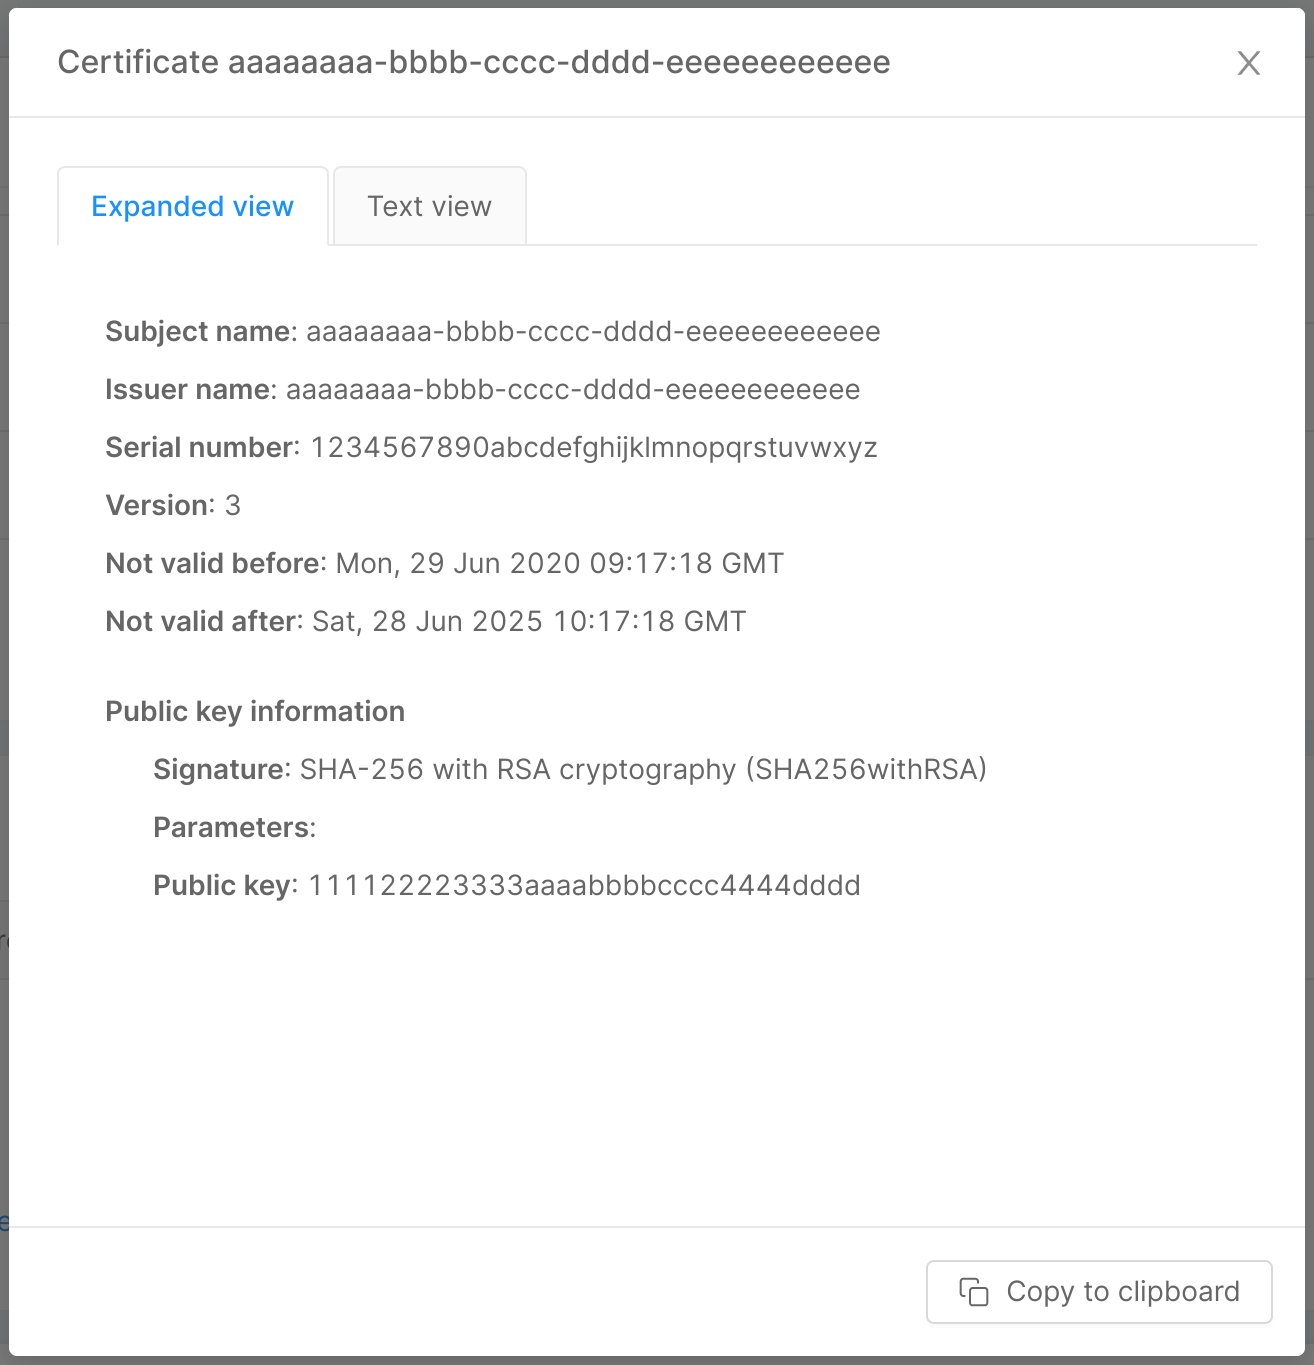 Certificate aaaaaaaa-bbbb-cccc-dddd-eeeeeeeeeeee
Expanded view
Text view
Subject name: aaaaaaaa-bbbb-cccc-dddd-eeeeeeeeeeee
Issuer name: aaaaaaaa-bbbb-cccc-dddd-eeeeeeeeeeee
Serial number: 1234567890abcdefghijklmnopqrstuvwxyz
Version: 3
Not valid before: Mon, 29 Jun 2020 09:17:18 GMT
Not valid after: Sat, 28 Jun 2025 10:17:18 GMT
Public key information
Signature: SHA-256 with RSA cryptography (SHA256withRSA)
Parameters:
Public key: 111122223333aaaabbbbcccc4444dddd
Copy to clipboard